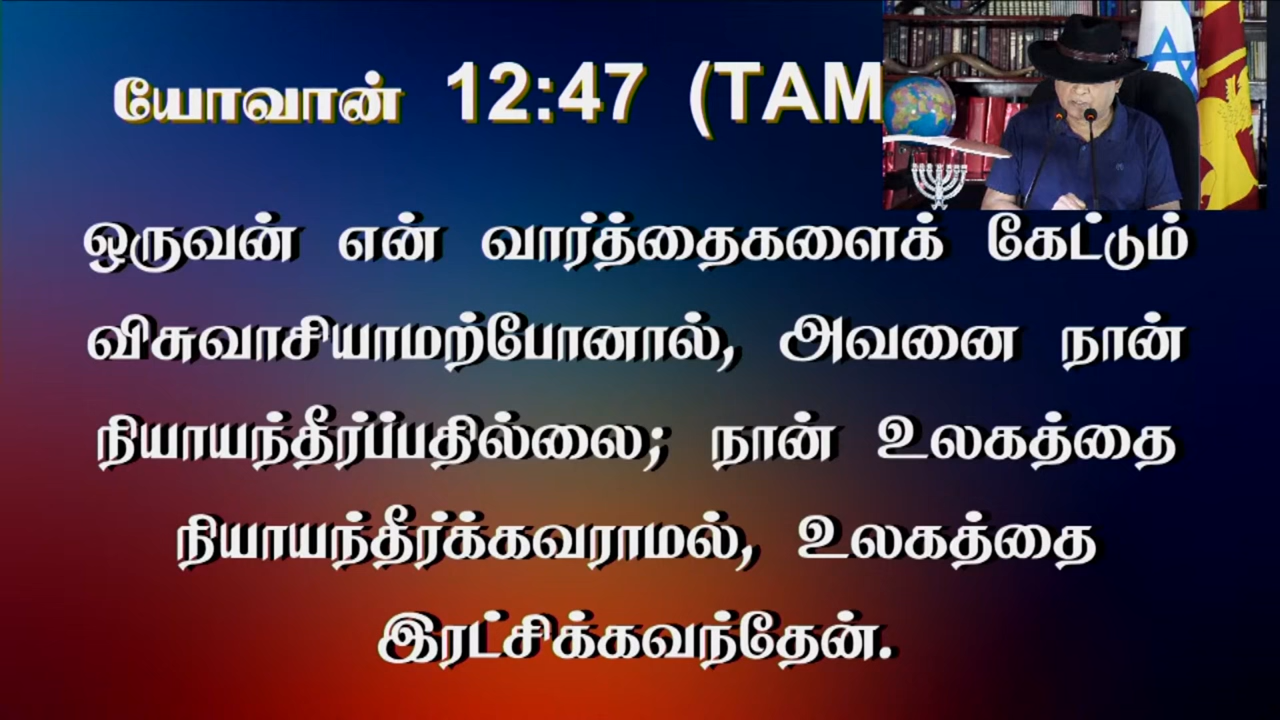 யோவான் 12:47 (TAM
ஒருவன் என் வார்த்தைகளைக் கேட்டும்
விசுவாசியாமற்போனால், அவனை நான்
நியாயந்தீர்ப்பதில்லை; நான் உலகத்தை
நியாயந்தீர்க்கவராமல், உலகத்தை
இரட்சிக்கவந்தேன்.